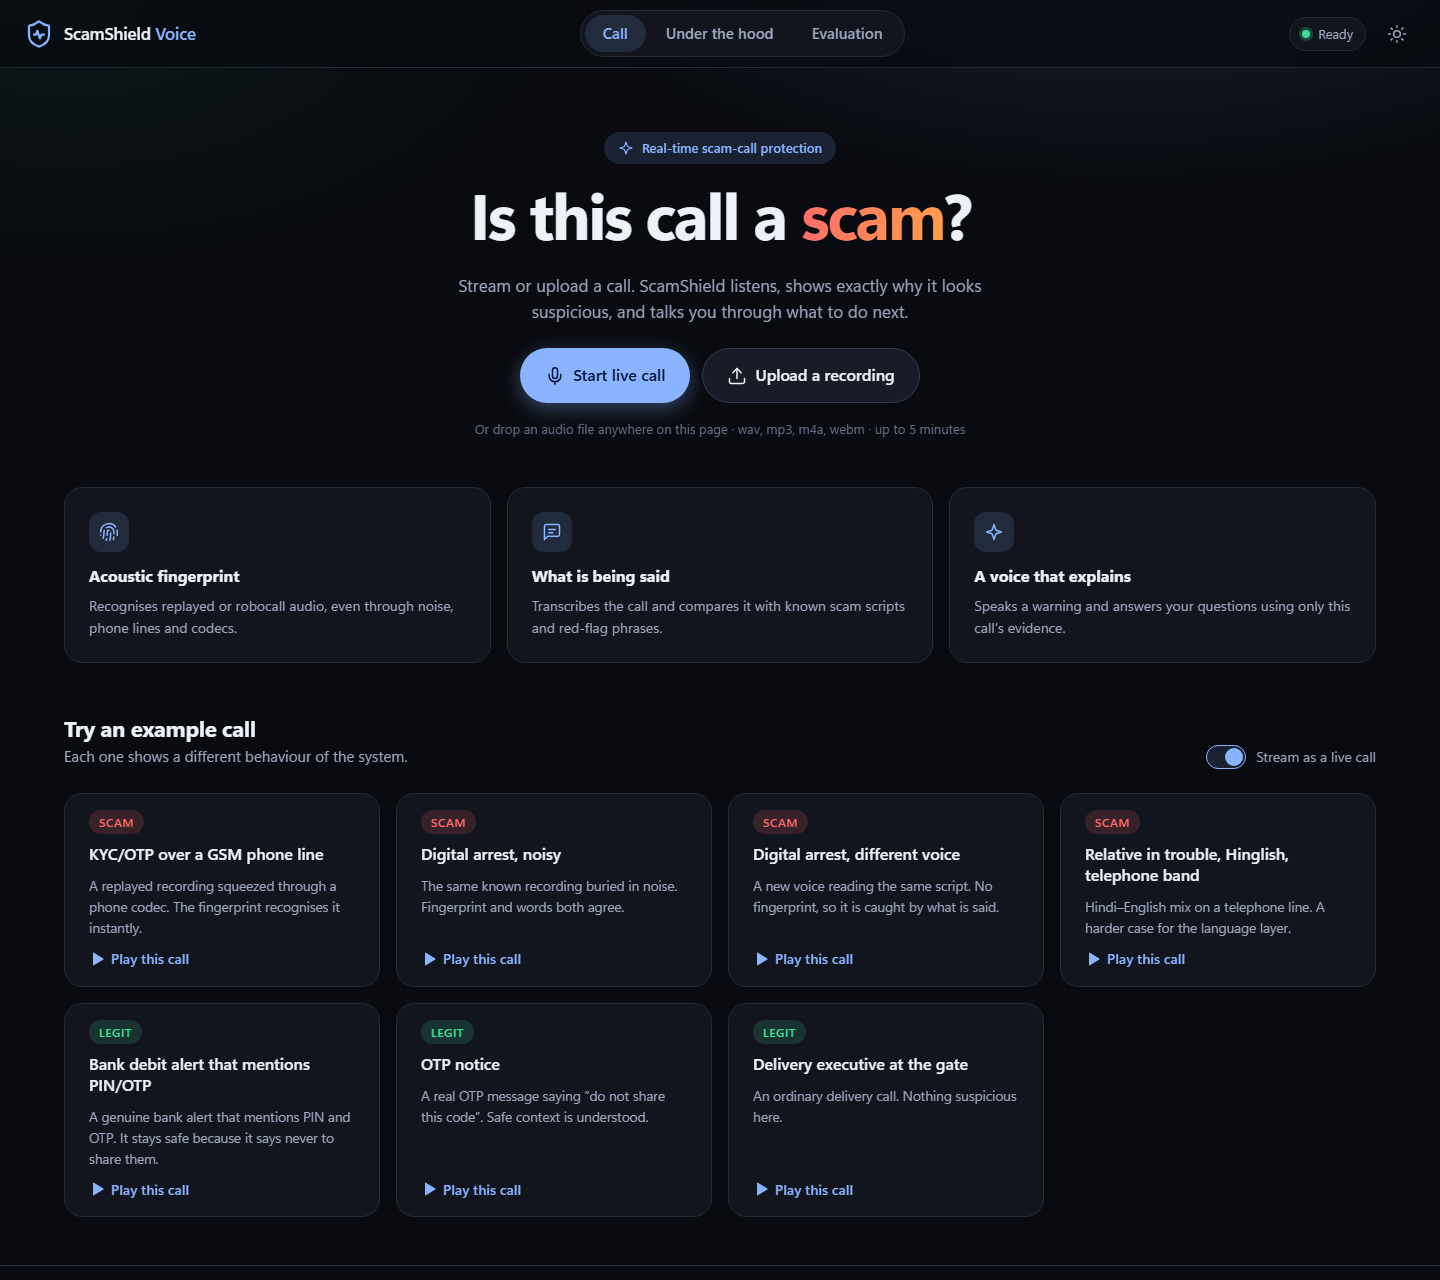 ScamShield Voice
Call
Under the hood
Evaluation
Ready
Real-time scam-call protection
Is this call a scam?
Stream or upload a call. ScamShield listens, shows exactly why it looks
suspicious, and talks you through what to do next.
Start live call
Upload a recording
Or drop an audio file anywhere on this page · wav, mp3, m4a, webm · up to 5 minutes
Acoustic fingerprint
Recognises replayed or robocall audio, even through noise,
phone lines and codecs.
What is being said
Transcribes the call and compares it with known scam scripts
and red-flag phrases.
A voice that explains
Speaks a warning and answers your questions using only this
call's evidence.
Try an example call
Each one shows a different behaviour of the system.
Stream as a live call
SCAM
KYC/OTP over a GSM phone line
A replayed recording squeezed through a
phone codec. The fingerprint recognises it
instantly.
Play this call
SCAM
Digital arrest, noisy
The same known recording buried in noise.
Fingerprint and words both agree.
Play this call
SCAM
Digital arrest, different voice
A new voice reading the same script. No
fingerprint, so it is caught by what is said.
Play this call
SCAM
Relative in trouble, Hinglish,
telephone band
Hindi–English mix on a telephone line. A
harder case for the language layer.
Play this call
LEGIT
Bank debit alert that mentions
PIN/OTP
A genuine bank alert that mentions PIN and
OTP. It stays safe because it says never to
share them.
Play this call
LEGIT
OTP notice
A real OTP message saying “do not share
this code”. Safe context is understood.
Play this call
LEGIT
Delivery executive at the gate
An ordinary delivery call. Nothing suspicious
here.
Play this call